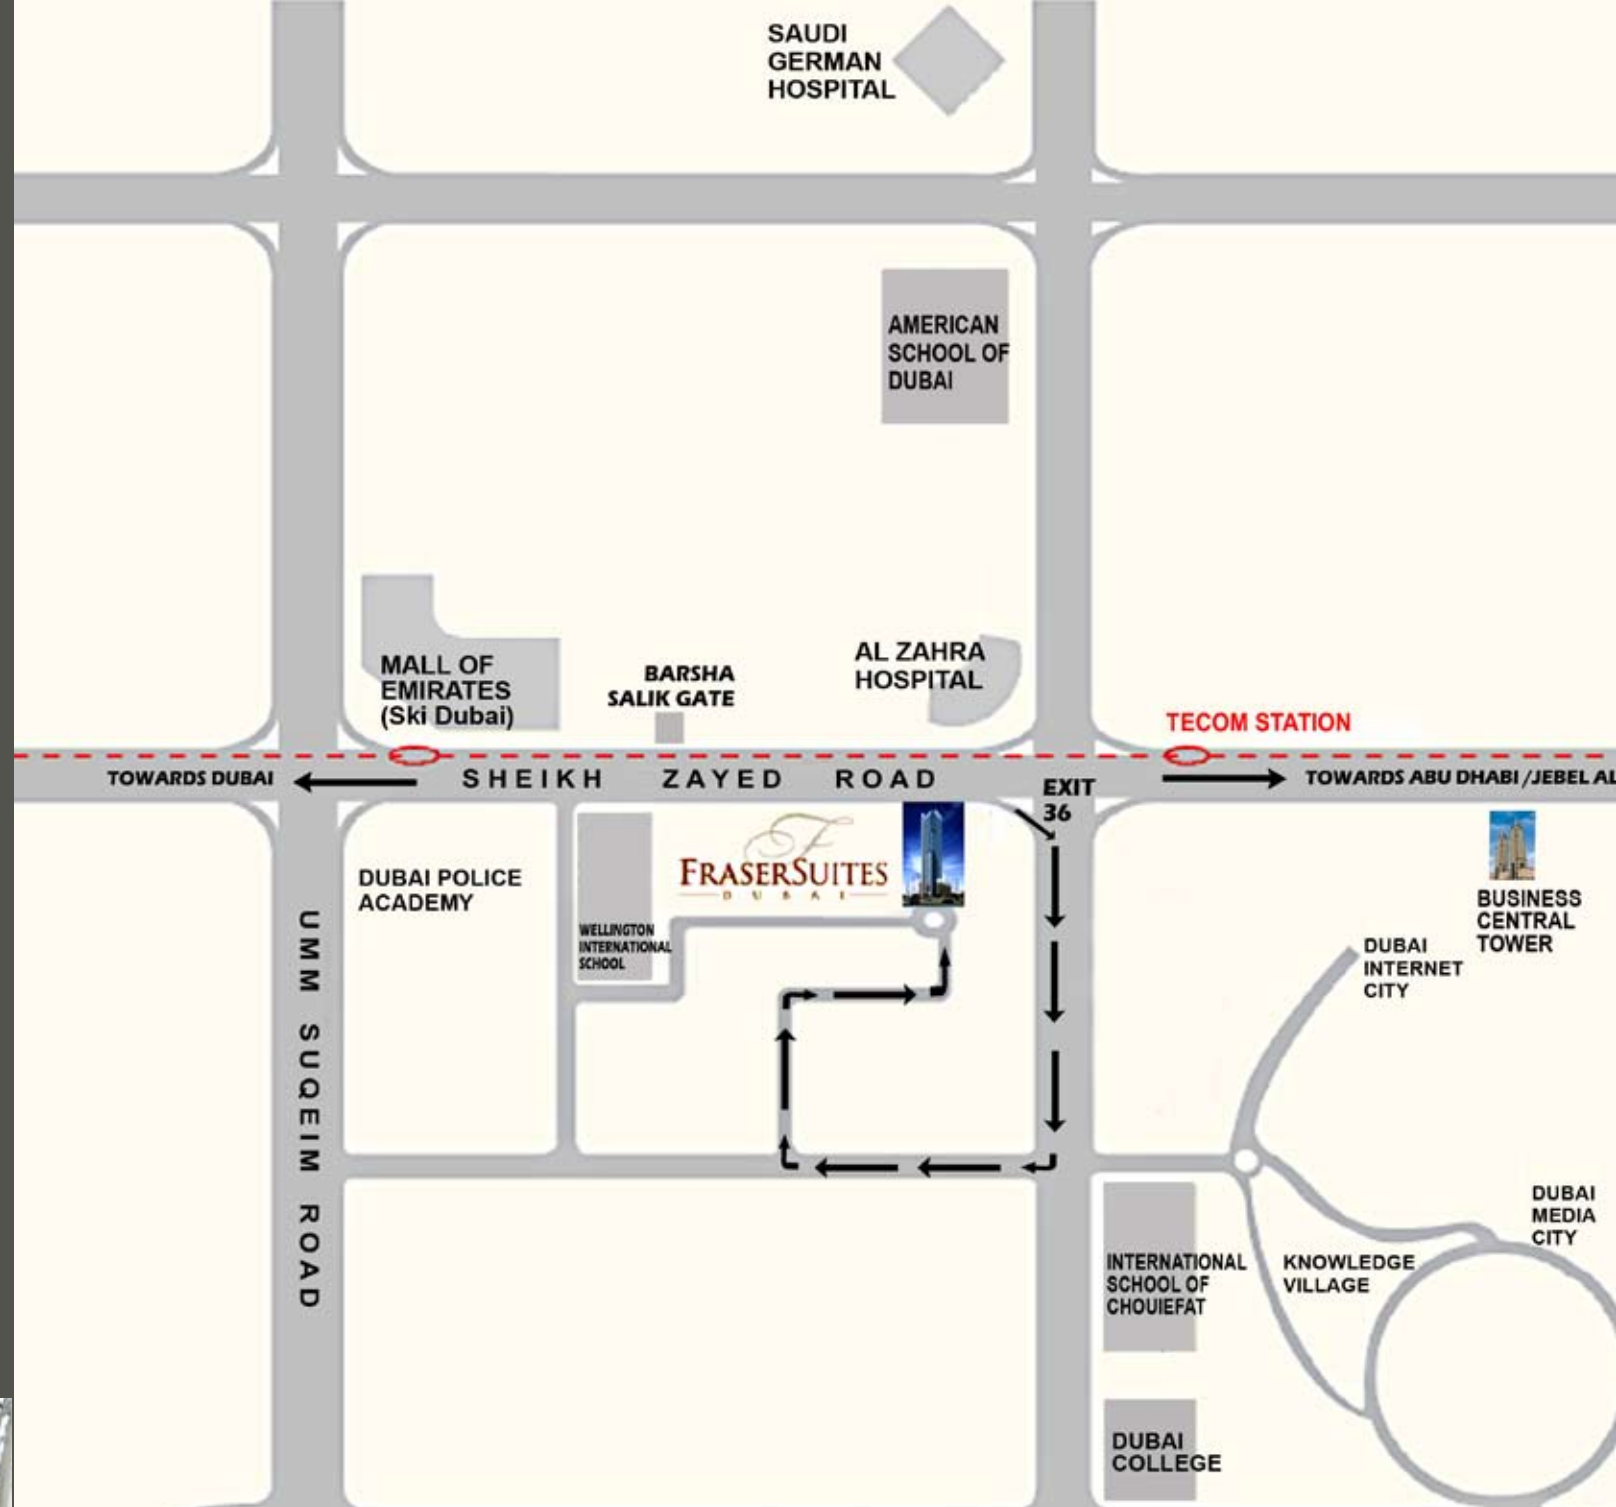 SAUDI
GERMAN
HOSPITAL
AMERICAN
SCHOOL OF
DUBAI
MALL OF
EMIRATES
(Ski Dubai)
BARSHA
SALIK GATE
AL ZAHRA
HOSPITAL
TECOM STATION
TOWARDS DUBAI
SHEIKH ZAYED ROAD
EXIT
36
TOWARDS ABU DHABI/JEBEL AL
DUBAI POLICE
ACADEMY
WELLINGTON
INTERNATIONAL
SCHOOL
F
FRASER SUITES
DUBAI
BUSINESS
CENTRAL
TOWER
DUBAI
INTERNET
CITY
UMM SUQEIM ROAD
DUBAI
MEDIA
CITY
INTERNATIONAL
SCHOOL OF
CHOUIEFAT
KNOWLEDGE
VILLAGE
DUBAI
COLLEGE